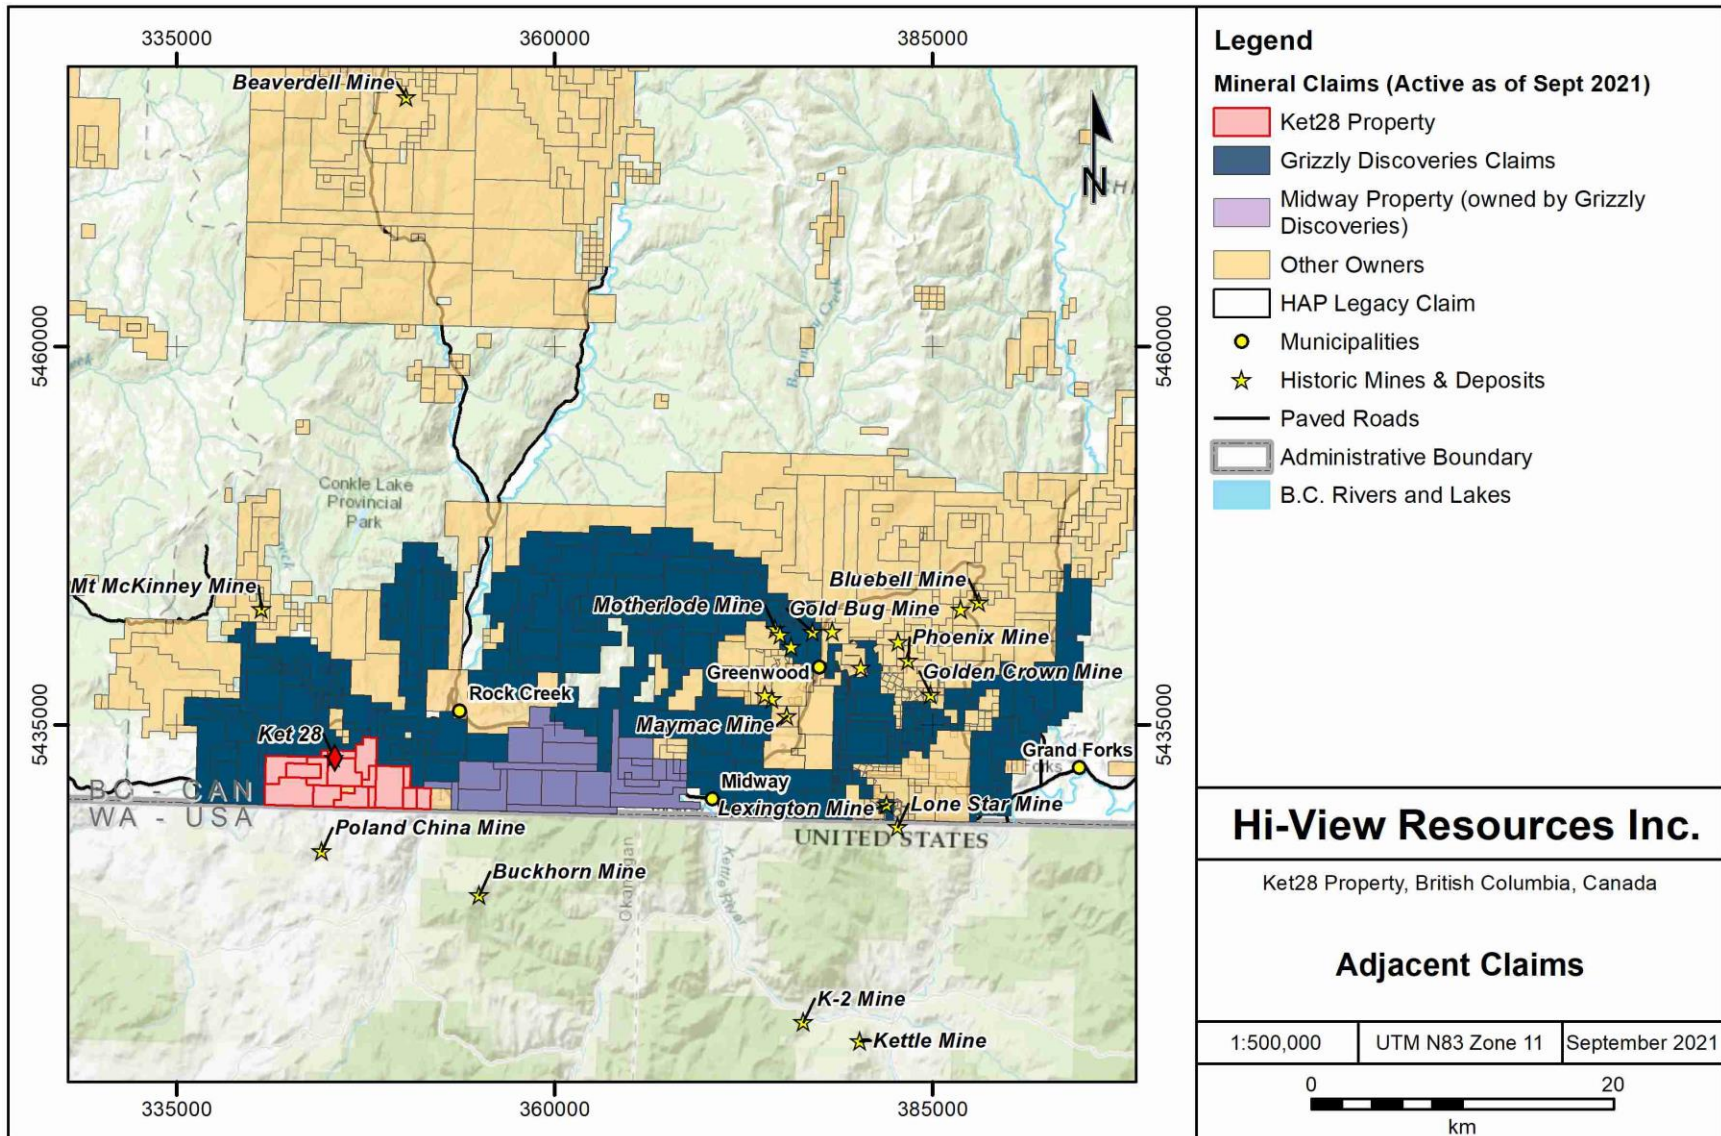 335000
360000
385000
Beaverdell Mine
N
5460000
5460000
Boundary Creek
Conkle Lake
Provincial
Park
Mt McKinney Mine
Bluebell Mine
Motherlode Mine
Gold Bug Mine
Phoenix Mine
Greenwood
Golden Crown Mine
Rock Creek
Maymac Mine
5435000
5435000
Ket 28
Grand Forks
Midway
BC - CAN
WA - USA
Lexington Mine
Lone Star Mine
UNITED STATES
Poland China Mine
Buckhorn Mine
Okanogan
Kettle River
K-2 Mine
Kettle Mine
335000
360000
385000
Legend
Mineral Claims (Active as of Sept 2021)
Ket28 Property
Grizzly Discoveries Claims
Midway Property (owned by Grizzly
Discoveries)
Other Owners
HAP Legacy Claim
Municipalities
Historic Mines & Deposits
Paved Roads
Administrative Boundary
B.C. Rivers and Lakes
Hi-View Resources Inc.
Ket28 Property, British Columbia, Canada
Adjacent Claims
1:500,000
UTM N83 Zone 11
September 2021
0
20
km